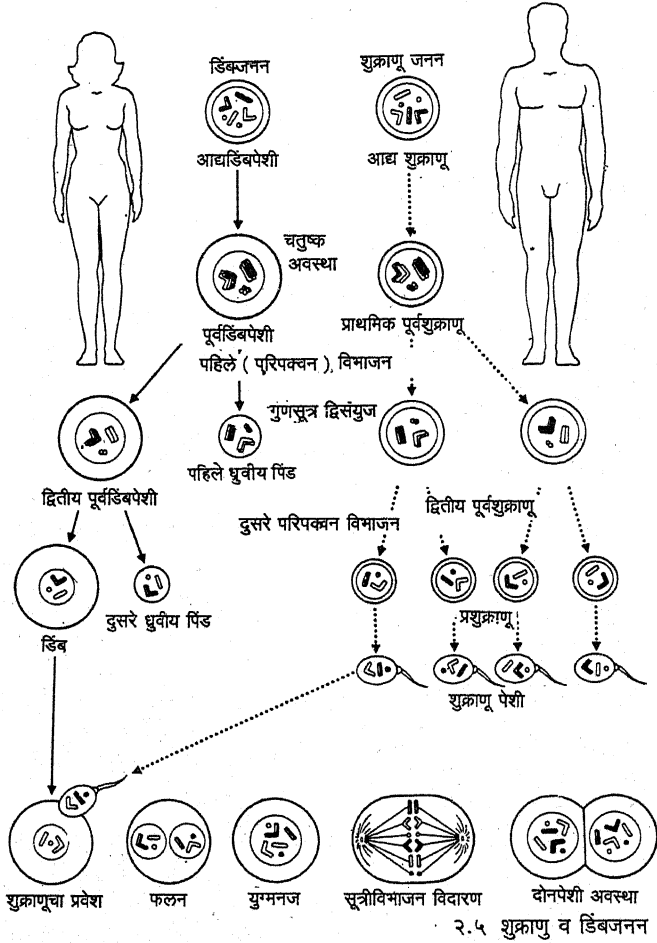 डिंबजनन
शुक्राणू जनन
आद्यडिंबपेशी
आद्य शुक्राणू
चतुष्क
अवस्था
पूर्वडिंबपेशी
प्राथमिक पूर्वशुक्राणू
पहिले ( परिपक्वन ) विभाजन
गुणसूत्र द्विसंयुज
पहिले ध्रुवीय पिंड
द्वितीय पूर्वडिंबपेशी
द्वितीय पूर्वशुक्राणू
दुसरे परिपक्वन विभाजन
दुसरे ध्रुवीय पिंड
प्रशुक्राणू
डिंब
शुक्राणू पेशी
शुक्राणूचा प्रवेश
फलन
युग्मनज
सूत्रीविभाजन विदारण
दोनपेशी अवस्था
२.५ शुक्राणु व डिंबजनन